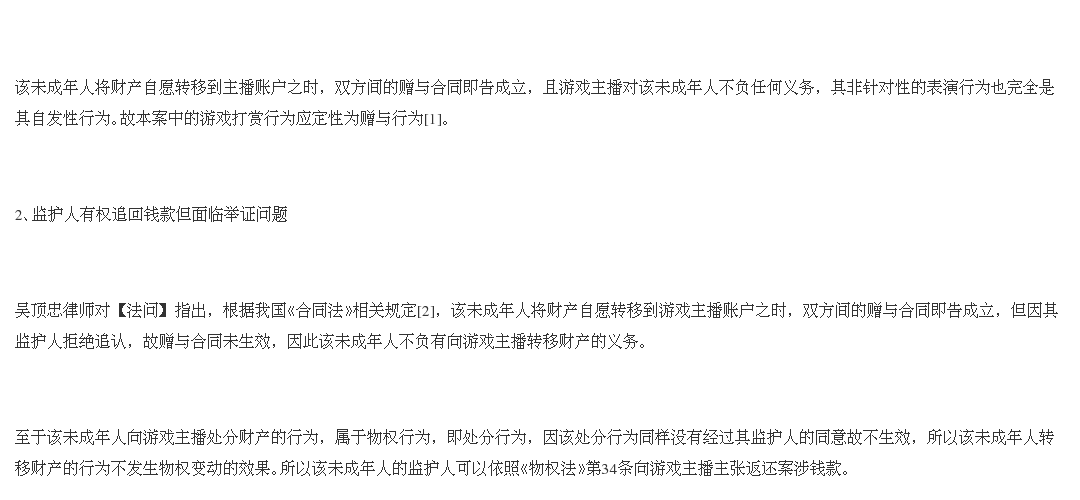 该未成年人将财产自愿转移到主播账户之时，双方间的赠与合同即告成立，且游戏主播对该未成年人不负任何义务，其非针对性的表演行为也完全是
其自发性行为。故本案中的游戏打赏行为应定性为赠与行为[1]。
2、监护人有权追回钱款但面临举证问题
吴顶忠律师对【法问】指出，根据我国《合同法》相关规定[2]，该未成年人将财产自愿转移到游戏主播账户之时，双方间的赠与合同即告成立，但因其
监护人拒绝追认，故赠与合同未生效，因此该未成年人不负有向游戏主播转移财产的义务。
至于该未成年人向游戏主播处分财产的行为，属于物权行为，即处分行为，因该处分行为同样没有经过其监护人的同意故不生效，所以该未成年人转
移财产的行为不发生物权变动的效果。所以该未成年人的监护人可以依照《物权法》第34条向游戏主播主张返还案涉钱款。